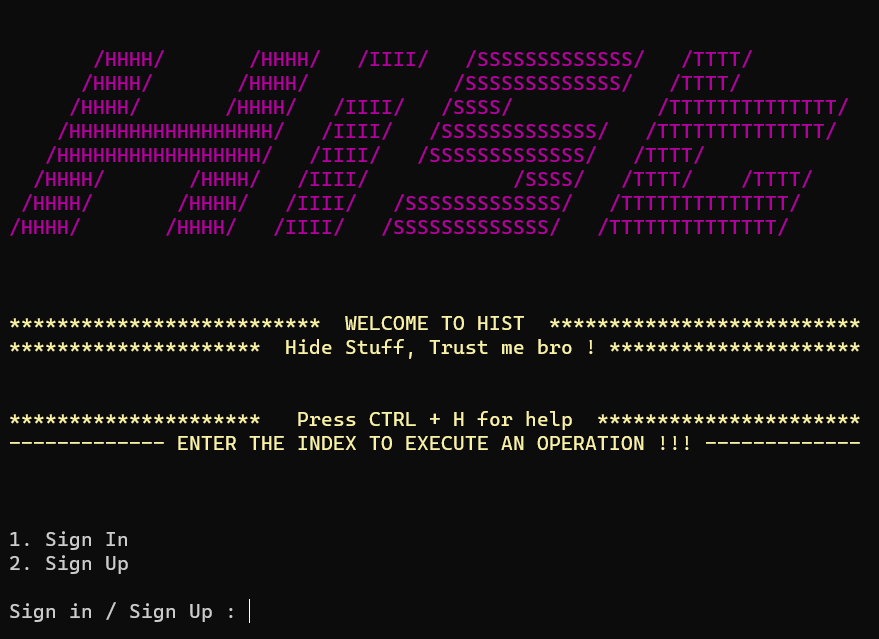 /HHHH/       /HHHH/   /IIII/   /SSSSSSSSSSSSS/   /TTTT/
      /HHHH/       /HHHH/            /SSSSSSSSSSSSS/   /TTTT/
     /HHHH/       /HHHH/   /IIII/   /SSSS/            /TTTTTTTTTTTTTT/
    /HHHHHHHHHHHHHHHHH/   /IIII/   /SSSSSSSSSSSSS/   /TTTTTTTTTTTTTT/
   /HHHHHHHHHHHHHHHHH/   /IIII/   /SSSSSSSSSSSSS/   /TTTT/
  /HHHH/       /HHHH/   /IIII/            /SSSS/   /TTTT/    /TTTT/
 /HHHH/       /HHHH/   /IIII/   /SSSSSSSSSSSSS/   /TTTTTTTTTTTTTT/
/HHHH/       /HHHH/   /IIII/   /SSSSSSSSSSSSS/   /TTTTTTTTTTTTTT/
**************************  WELCOME TO HIST  **************************
*********************  Hide Stuff, Trust me bro ! *********************
*********************   Press CTRL + H for help  **********************
------------- ENTER THE INDEX TO EXECUTE AN OPERATION !!! -------------
1. Sign In
2. Sign Up
Sign in / Sign Up :